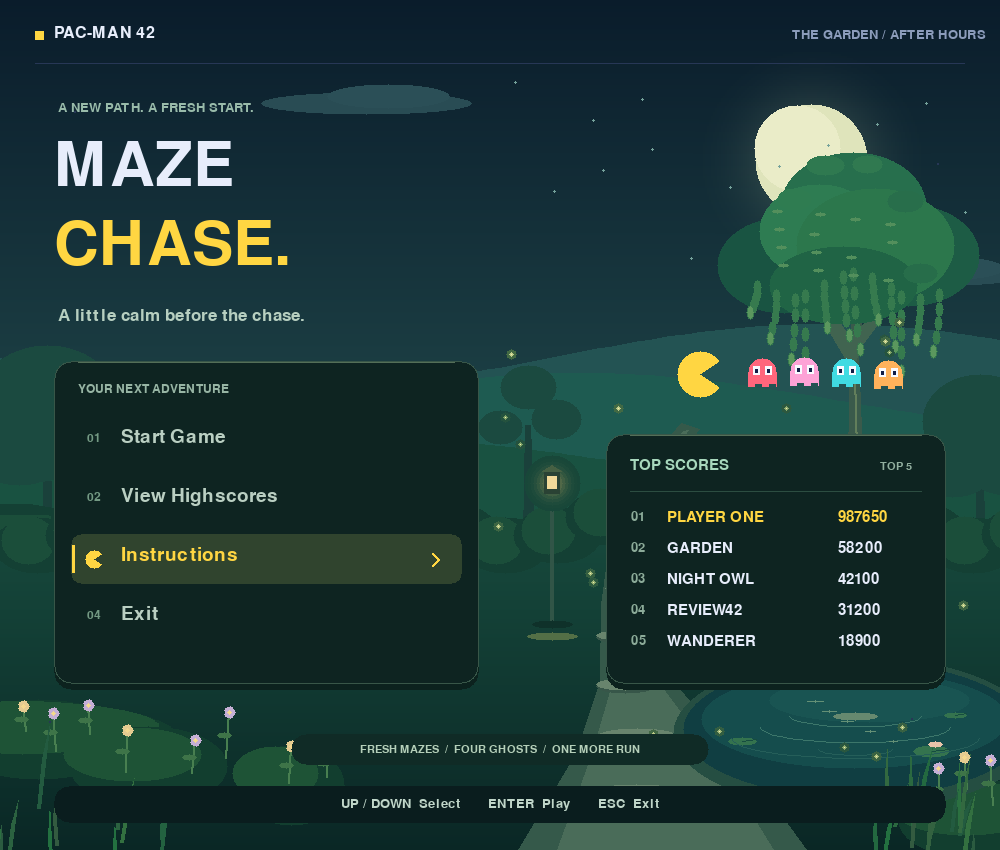 PAC-MAN 42
THE GARDEN / AFTER HOURS
A NEW PATH. A FRESH START.
MAZE
CHASE.
A little calm before the chase.
YOUR NEXT ADVENTURE
01 Start Game
02 View Highscores
Instructions
04 Exit
TOP SCORES TOP 5
01 PLAYER ONE 987650
02 GARDEN 58200
03 NIGHT OWL 42100
04 REVIEW42 31200
05 WANDERER 18900
FRESH MAZES / FOUR GHOSTS / ONE MORE RUN
UP / DOWN Select ENTER Play ESC Exit